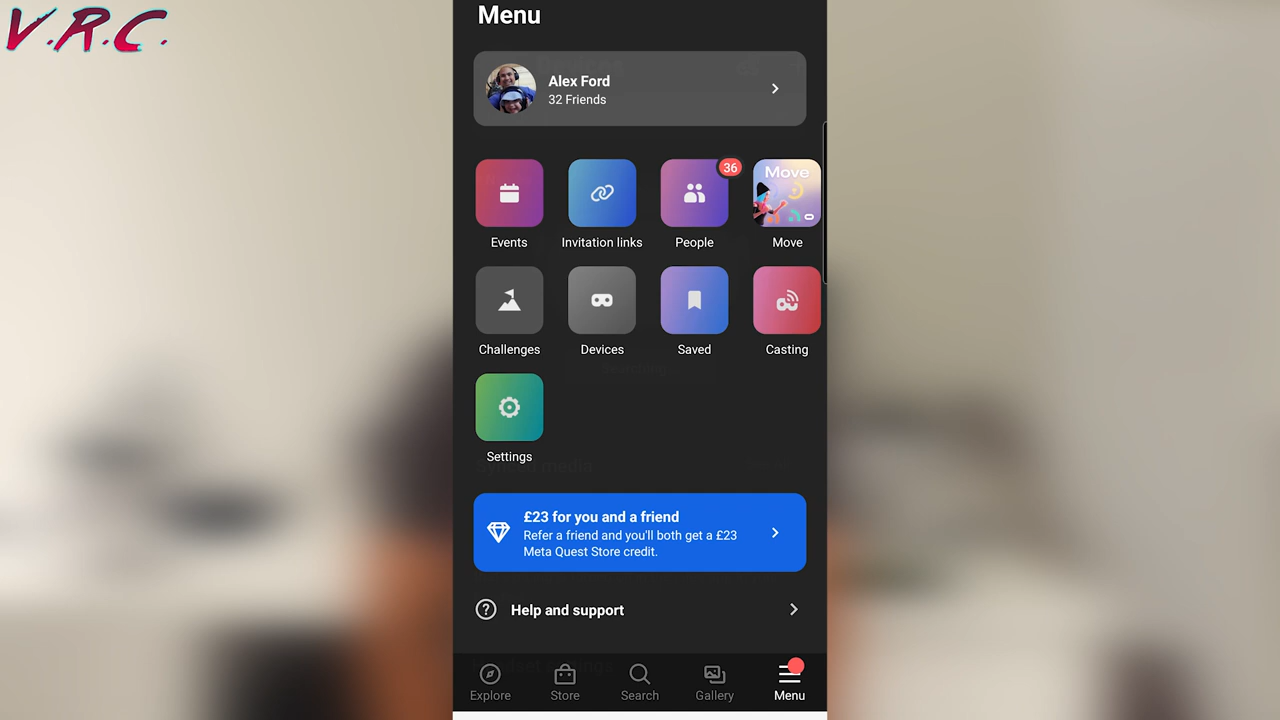 V.R.C.
Menu
Alex Ford
32 Friends
36
Move
Events
Invitation links
People
Move
Challenges
Devices
Saved
Casting
Settings
£23 for you and a friend
Refer a friend and you'll both get a £23
Meta Quest Store credit.
Help and support
Explore
Store
Search
Gallery
Menu